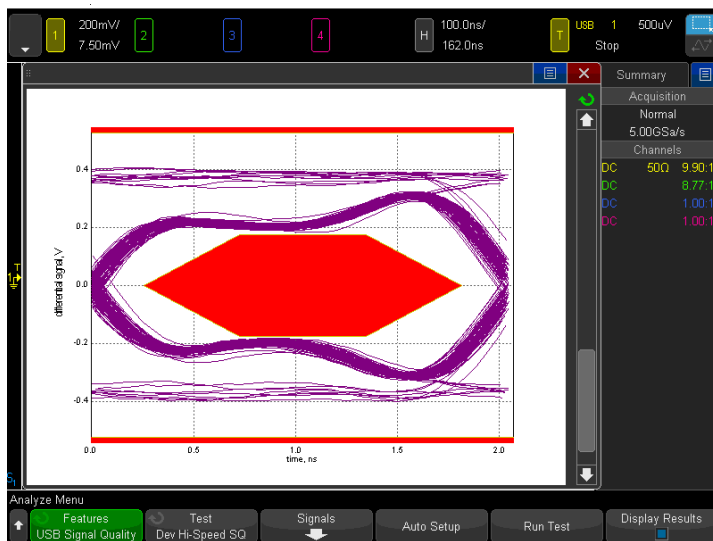 1
200mV/
7.50mV
2
3
4
H
100.0ns/
162.0ns
T
USB 1 500uV
Stop
Summary
Acquisition
Normal
5.00GSa/s
Channels
DC 50Ω 9.90:1
DC 8.77:1
DC 1.00:1
DC 1.00:1
T
1
differential signal, V
0.4
0.2
0.0
-0.2
-0.4
0.0 0.5 1.0 1.5 2.0
time, ns
S1
Analyze Menu
Features
USB Signal Quality
Test
Dev Hi-Speed SQ
Signals
Auto Setup
Run Test
Display Results